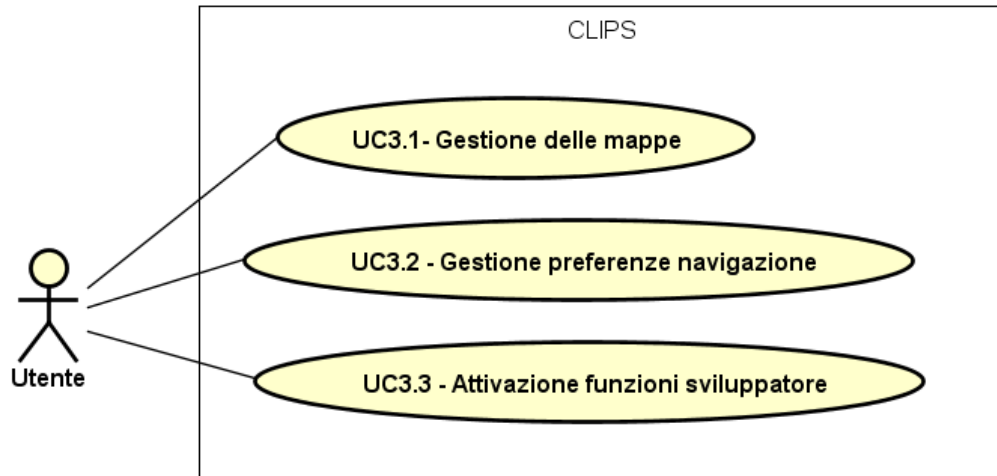 CLIPS
UC3.1- Gestione delle mappe
UC3.2 - Gestione preferenze navigazione
UC3.3 - Attivazione funzioni sviluppatore
Utente